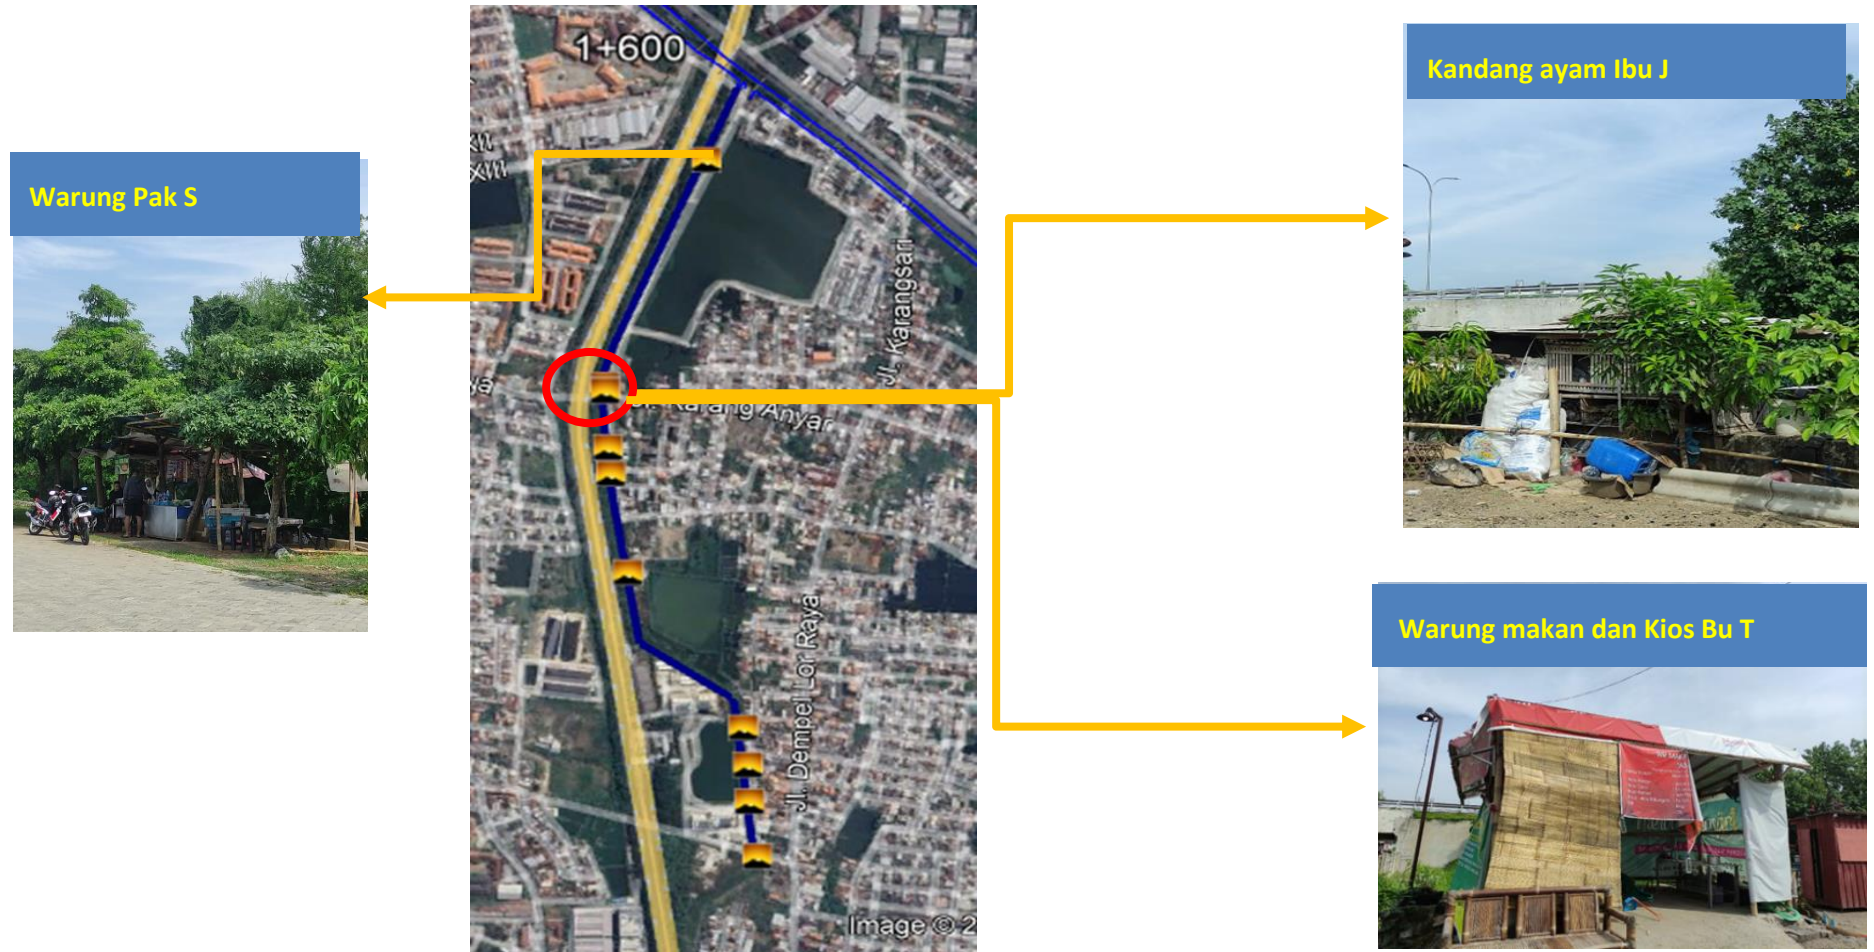 Warung Pak S
1+600
Jl. Karangsari
Jl. Karang Anyar
Jl. Dempel Lor Raya
Image © 2
Kandang ayam Ibu J
Warung makan dan Kios Bu T